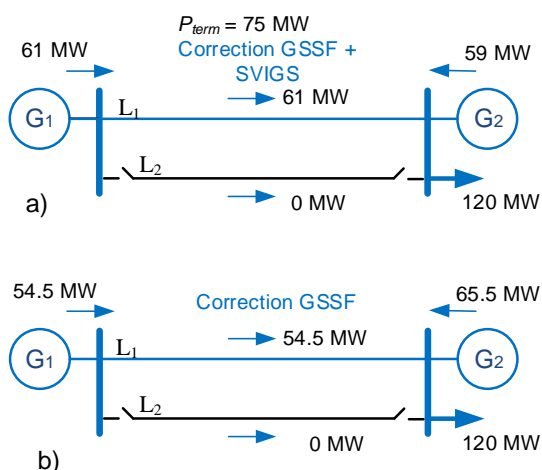 P_term = 75 MW
61 MW
Correction GSSF +
SVIGS
59 MW
61 MW
G1
L1
G2
L2
0 MW
120 MW
a)
54.5 MW
Correction GSSF
65.5 MW
54.5 MW
G1
L1
G2
L2
0 MW
120 MW
b)